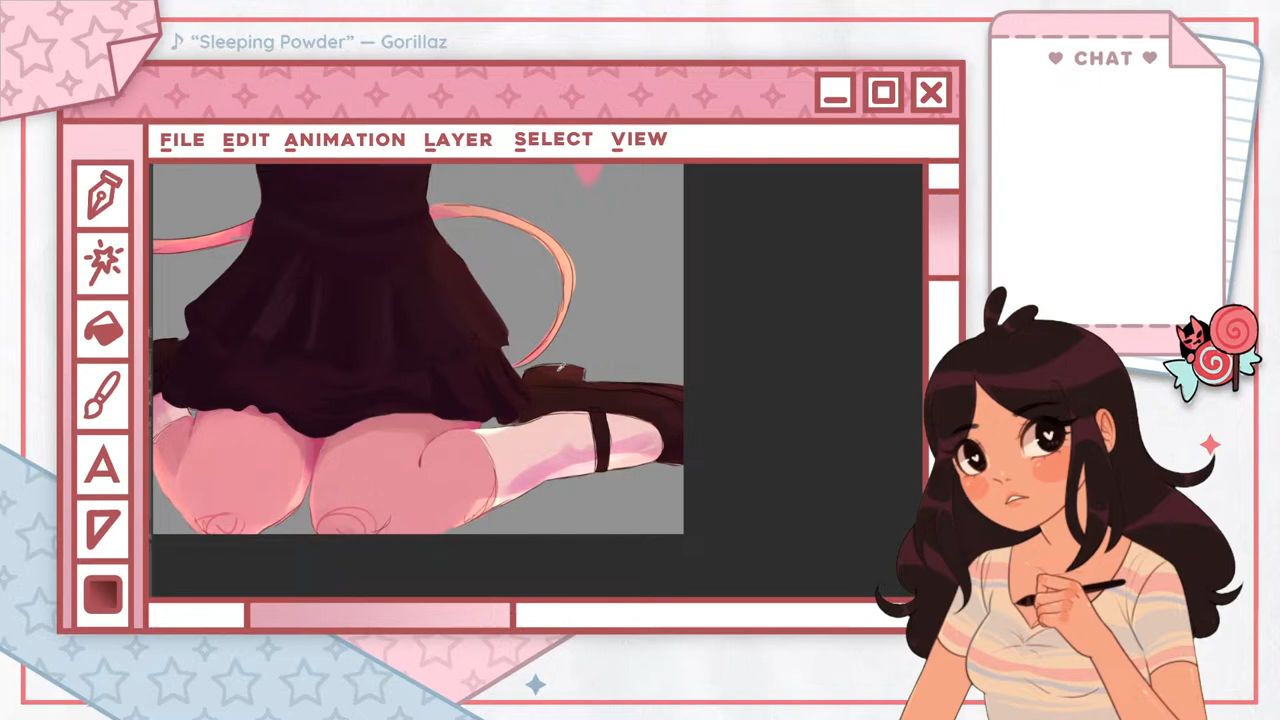 ♪ “Sleeping Powder” — Gorillaz
♥ CHAT ♥
FILE EDIT ANIMATION LAYER SELECT VIEW
A